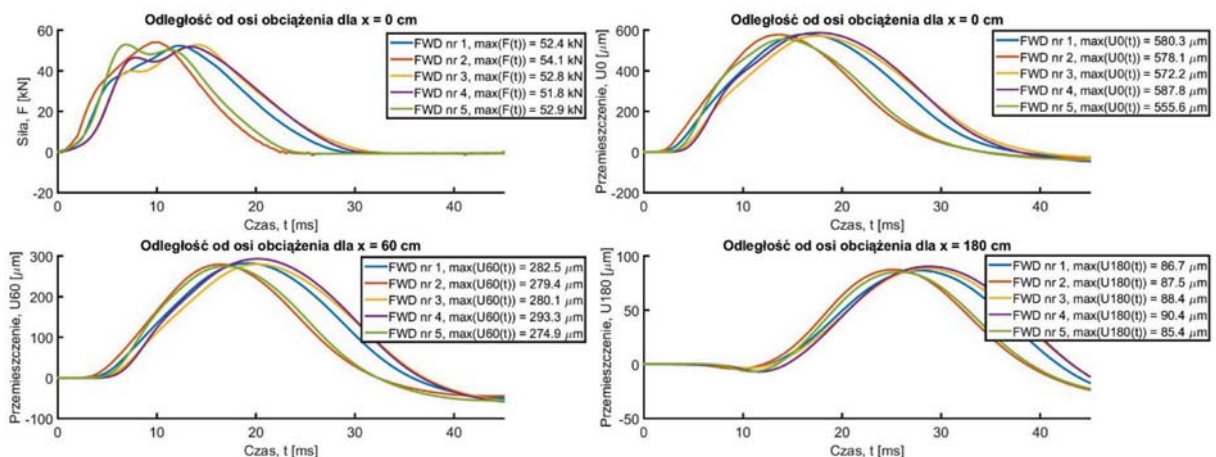 Odległość od osi obciążenia dla x = 0 cm
60
40
20
0
-20
Siła, F [kN]
FWD nr 1, max(F(t)) = 52.4 kN
FWD nr 2, max(F(t)) = 54.1 kN
FWD nr 3, max(F(t)) = 52.8 kN
FWD nr 4, max(F(t)) = 51.8 kN
FWD nr 5, max(F(t)) = 52.9 kN
0 10 20 30 40
Czas, t [ms]
Odległość od osi obciążenia dla x = 0 cm
600
400
200
0
-200
Przemieszczenie, U0 [μm]
FWD nr 1, max(U0(t)) = 580.3 μm
FWD nr 2, max(U0(t)) = 578.1 μm
FWD nr 3, max(U0(t)) = 572.2 μm
FWD nr 4, max(U0(t)) = 587.8 μm
FWD nr 5, max(U0(t)) = 555.6 μm
0 10 20 30 40
Czas, t [ms]
Odległość od osi obciążenia dla x = 60 cm
300
200
100
0
-100
Przemieszczenie, U60 [μm]
FWD nr 1, max(U60(t)) = 282.5 μm
FWD nr 2, max(U60(t)) = 279.4 μm
FWD nr 3, max(U60(t)) = 280.1 μm
FWD nr 4, max(U60(t)) = 293.3 μm
FWD nr 5, max(U60(t)) = 274.9 μm
0 10 20 30 40
Czas, t [ms]
Odległość od osi obciążenia dla x = 180 cm
100
50
0
-50
Przemieszczenie, U180 [μm]
FWD nr 1, max(U180(t)) = 86.7 μm
FWD nr 2, max(U180(t)) = 87.5 μm
FWD nr 3, max(U180(t)) = 88.4 μm
FWD nr 4, max(U180(t)) = 90.4 μm
FWD nr 5, max(U180(t)) = 85.4 μm
0 10 20 30 40
Czas, t [ms]